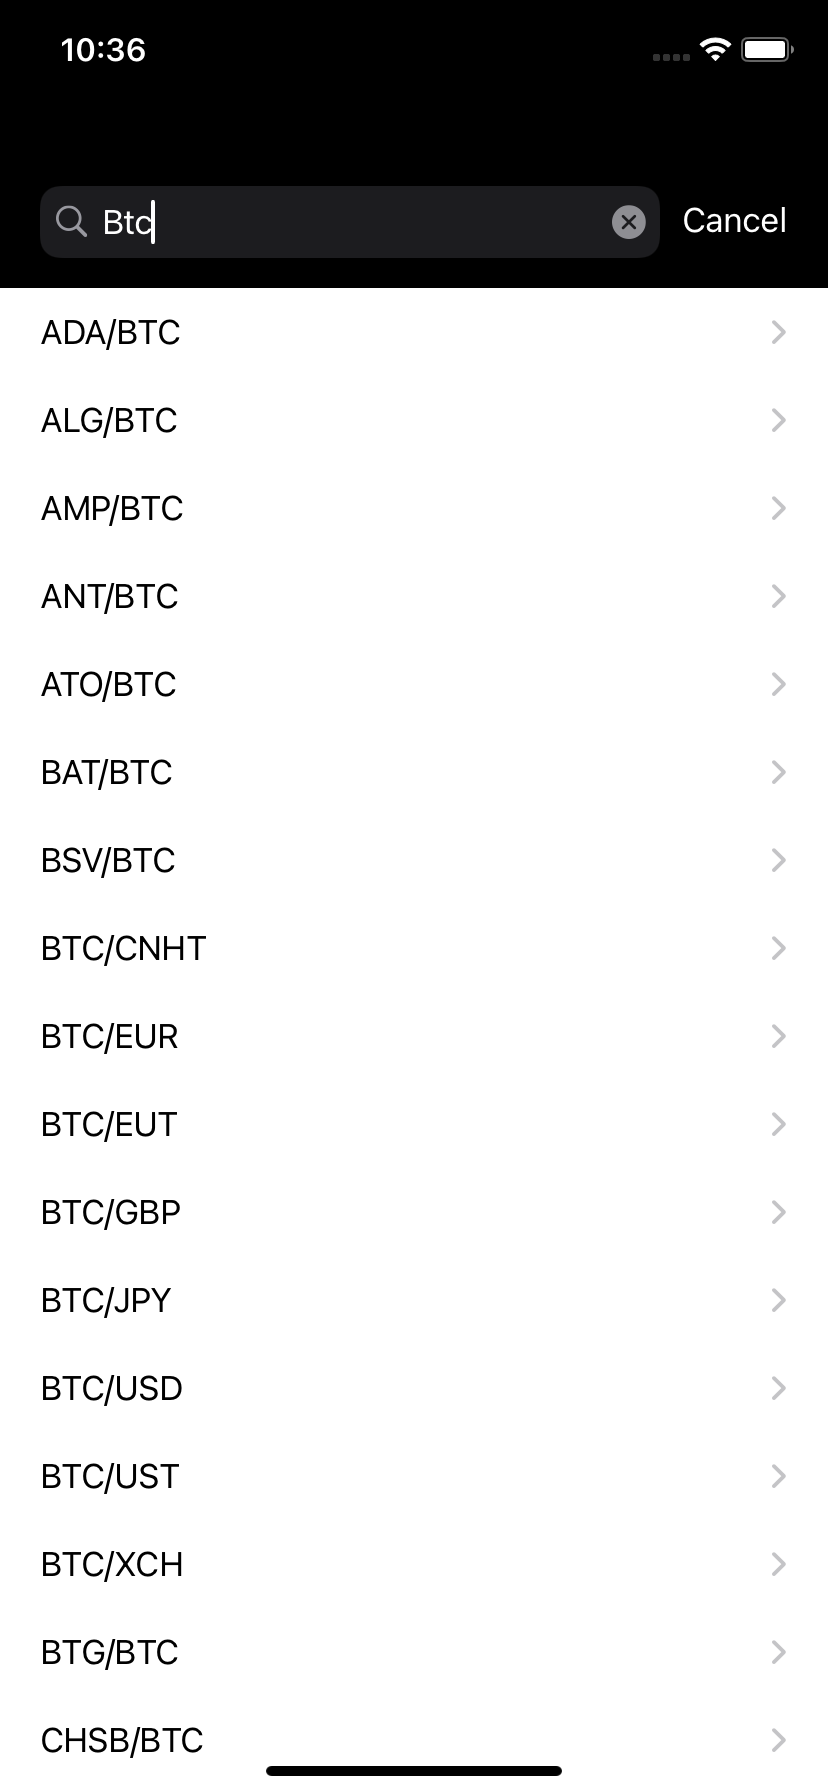 10:36
Btc
Cancel
ADA/BTC
ALG/BTC
AMP/BTC
ANT/BTC
ATO/BTC
BAT/BTC
BSV/BTC
BTC/CNHT
BTC/EUR
BTC/EUT
BTC/GBP
BTC/JPY
BTC/USD
BTC/UST
BTC/XCH
BTG/BTC
CHSB/BTC